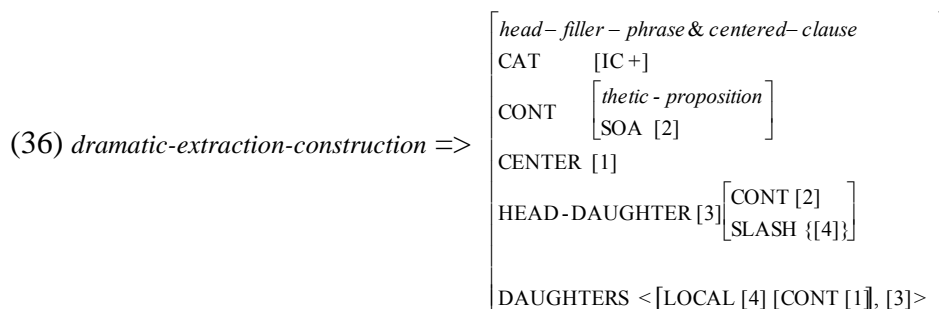 head – filler – phrase & centered – clause
CAT [IC +]
CONT [thetic - proposition
SOA [2]]
CENTER [1]
(36) dramatic-extraction-construction =>
HEAD - DAUGHTER [3] [CONT [2]
SLASH {[4]}]
DAUGHTERS < [LOCAL [4] [CONT [1]], [3] >